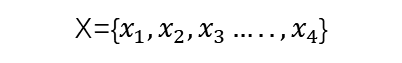 X={𝑥₁, 𝑥₂, 𝑥₃ … . . , 𝑥₄}